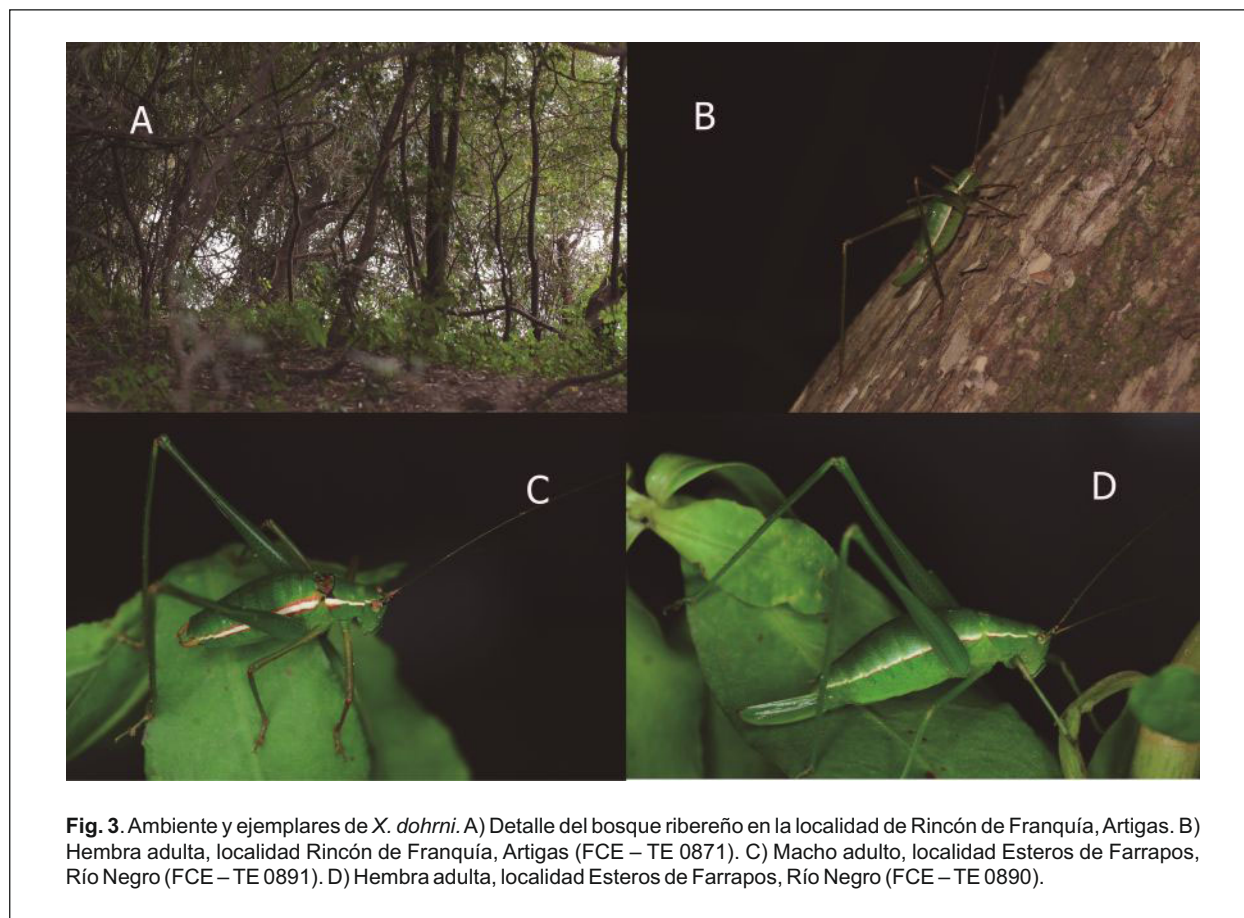 A
B
C
D
Fig. 3. Ambiente y ejemplares de X. dohrni. A) Detalle del bosque ribereño en la localidad de Rincón de Franquía, Artigas. B)
Hembra adulta, localidad Rincón de Franquía, Artigas (FCE – TE 0871). C) Macho adulto, localidad Esteros de Farrapos,
Río Negro (FCE – TE 0891). D) Hembra adulta, localidad Esteros de Farrapos, Río Negro (FCE – TE 0890).